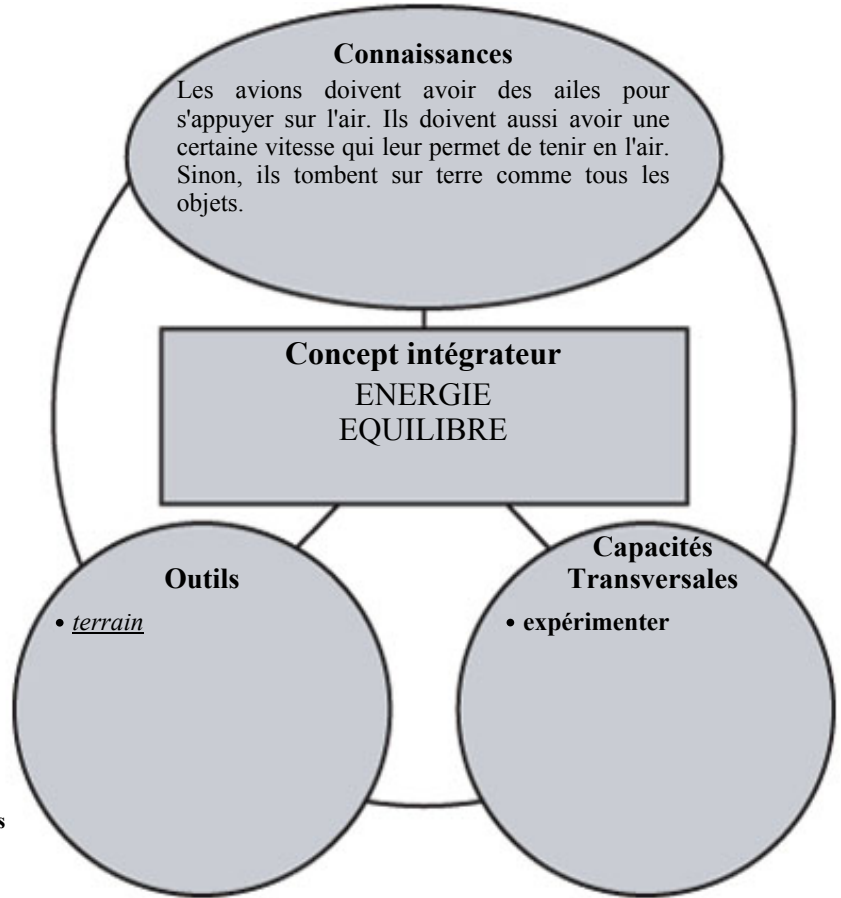 Connaissances
Les avions doivent avoir des ailes pour
s'appuyer sur l'air. Ils doivent aussi avoir une
certaine vitesse qui leur permet de tenir en l'air.
Sinon, ils tombent sur terre comme tous les
objets.
Concept intégrateur
ENERGIE
EQUILIBRE
Outils
• terrain
Capacités
Transversales
• expérimenter
s